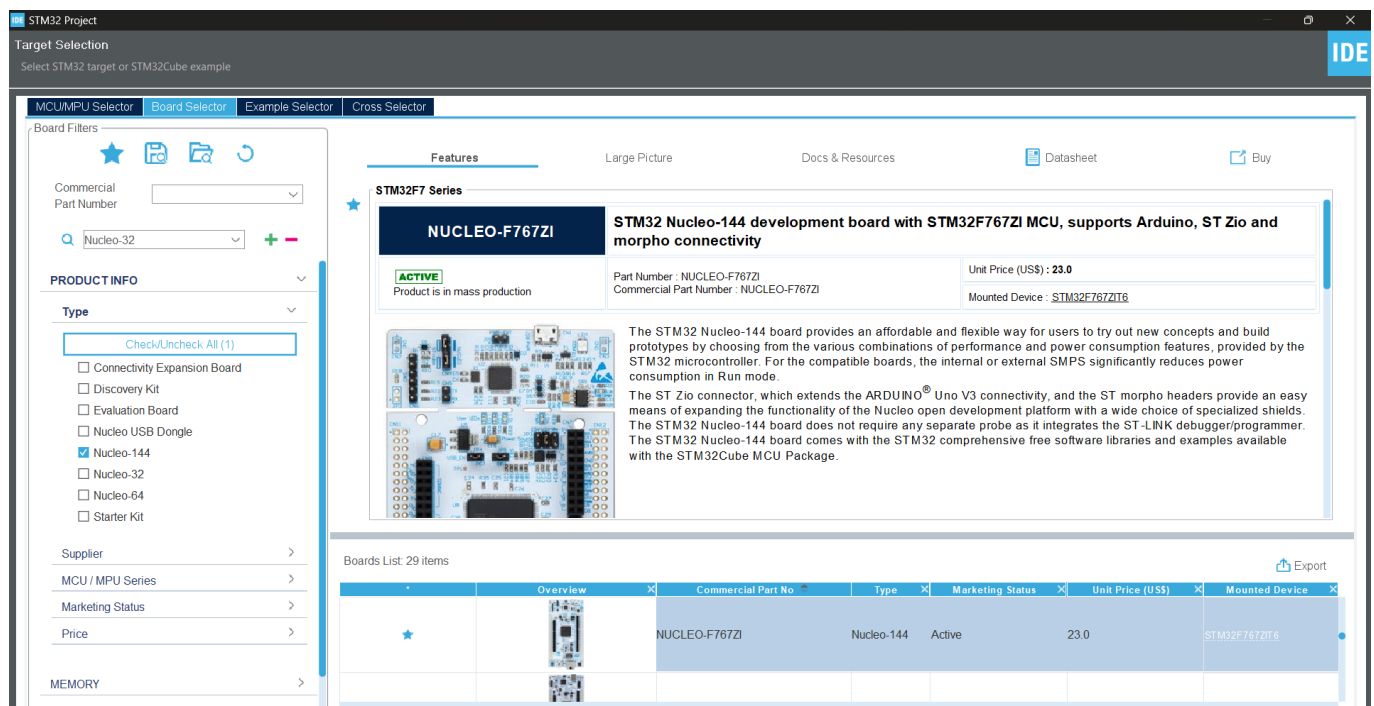 IDE STM32 Project
Target Selection
Select STM32 target or STM32Cube example
IDE
MCU/MPU Selector Board Selector Example Selector Cross Selector
Board Filters
Commercial
Part Number
Nucleo-32
PRODUCT INFO
Type
Check/Uncheck All (1)
Connectivity Expansion Board
Discovery Kit
Evaluation Board
Nucleo USB Dongle
Nucleo-144
Nucleo-32
Nucleo-64
Starter Kit
Supplier
MCU / MPU Series
Marketing Status
Price
MEMORY
Features Large Picture Docs & Resources Datasheet Buy
STM32F7 Series
NUCLEO-F767ZI
STM32 Nucleo-144 development board with STM32F767ZI MCU, supports Arduino, ST Zio and
morpho connectivity
ACTIVE
Product is in mass production
Part Number : NUCLEO-F767ZI
Commercial Part Number : NUCLEO-F767ZI
Unit Price (US$) : 23.0
Mounted Device : STM32F767ZIT6
The STM32 Nucleo-144 board provides an affordable and flexible way for users to try out new concepts and build
prototypes by choosing from the various combinations of performance and power consumption features, provided by the
STM32 microcontroller. For the compatible boards, the internal or external SMPS significantly reduces power
consumption in Run mode.
The ST Zio connector, which extends the ARDUINO® Uno V3 connectivity, and the ST morpho headers provide an easy
means of expanding the functionality of the Nucleo open development platform with a wide choice of specialized shields.
The STM32 Nucleo-144 board does not require any separate probe as it integrates the ST-LINK debugger/programmer.
The STM32 Nucleo-144 board comes with the STM32 comprehensive free software libraries and examples available
with the STM32Cube MCU Package.
Boards List: 29 items
Export
* Overview Commercial Part No Type Marketing Status Unit Price (US$) Mounted Device
NUCLEO-F767ZI Nucleo-144 Active 23.0 STM32F767ZIT6